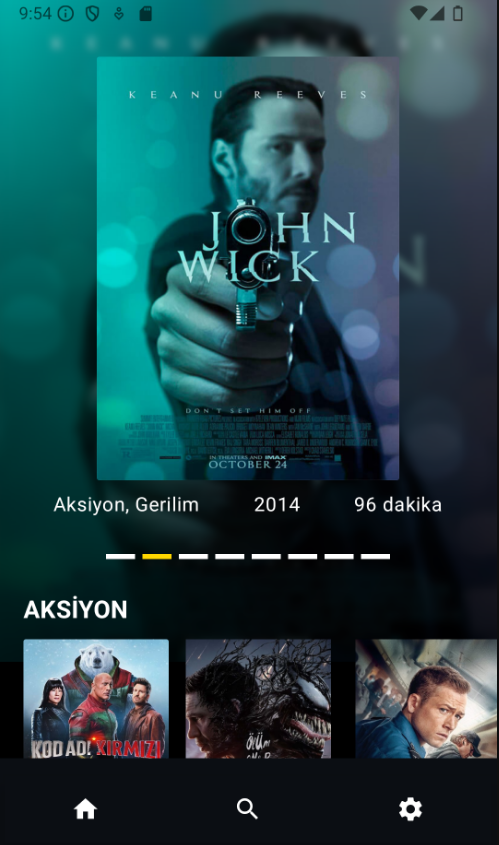 9:54
KEANU REEVES
JOHN
WICK
DON'T SET HIM OFF
IN THEATERS AND IMAX
OCTOBER 24
Aksiyon, Gerilim 2014 96 dakika
AKSİYON
KOD ADI KIRMIZI
ölüm